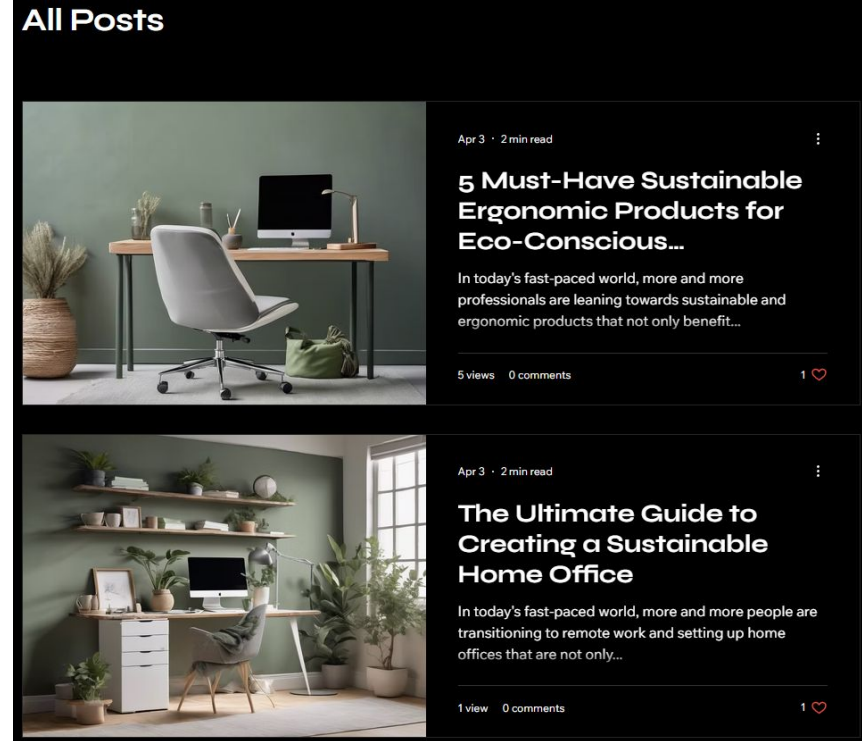 All Posts
Apr 3 · 2 min read
5 Must-Have Sustainable
Ergonomic Products for
Eco-Conscious...
In today's fast-paced world, more and more
professionals are leaning towards sustainable and
ergonomic products that not only benefit...
5 views 0 comments 1
Apr 3 · 2 min read
The Ultimate Guide to
Creating a Sustainable
Home Office
In today's fast-paced world, more and more people are
transitioning to remote work and setting up home
offices that are not only...
1 view 0 comments 1